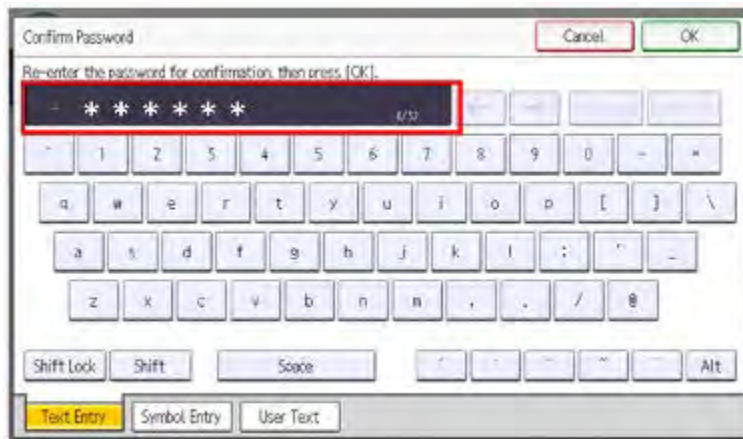 Confirm Password Cancel OK
Re-enter the password for confirmation, then press [OK].
* * * * * *
1 2 3 4 5 6 7 8 9 0 -
q w e r t y u i o p [ ] \
a s d f g h j k l : ' _
z x c v b n m , . / @
Shift Lock Shift Space Alt
Text Entry Symbol Entry User Text